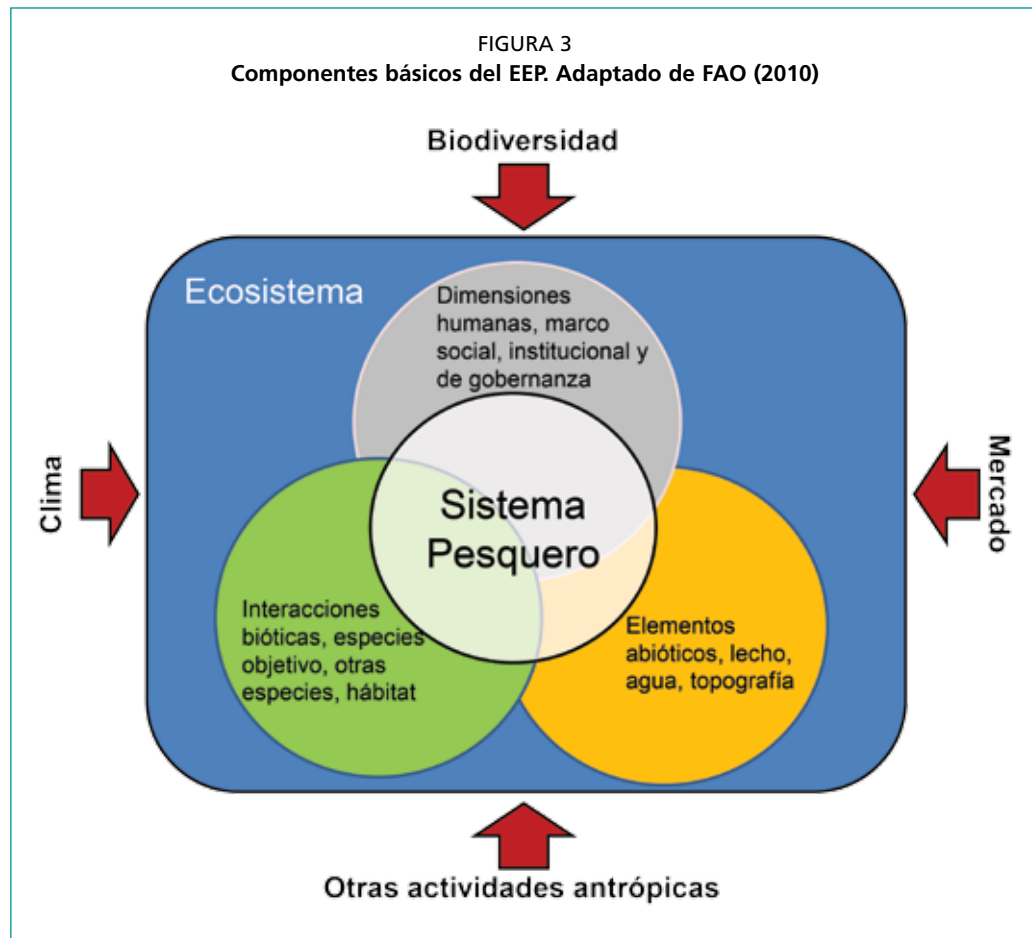 FIGURA 3
Componentes básicos del EEP. Adaptado de FAO (2010)
Biodiversidad
Ecosistema
Dimensiones
humanas, marco
social, institucional y
de gobernanza
Clima
Mercado
Sistema
Pesquero
Interacciones
bióticas, especies
objetivo, otras
especies, hábitat
Elementos
abióticos, lecho,
agua, topografía
Otras actividades antrópicas